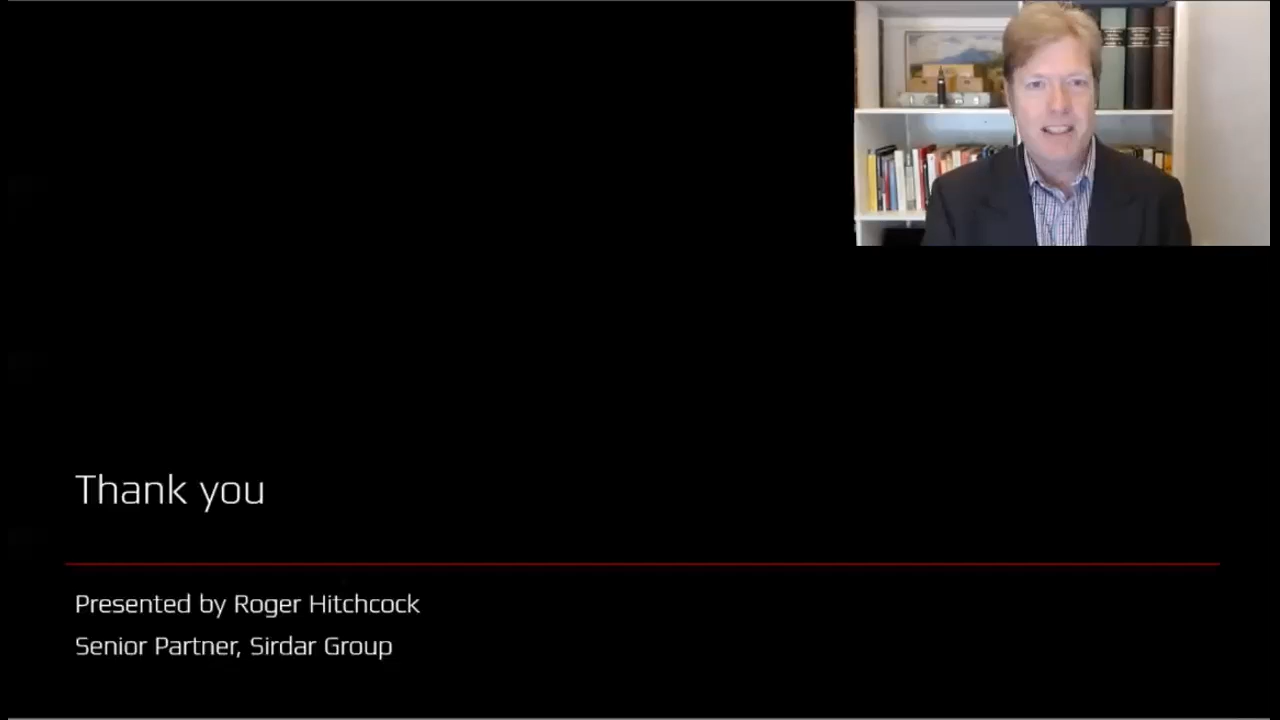 Thank you
Presented by Roger Hitchcock
Senior Partner, Sirdar Group